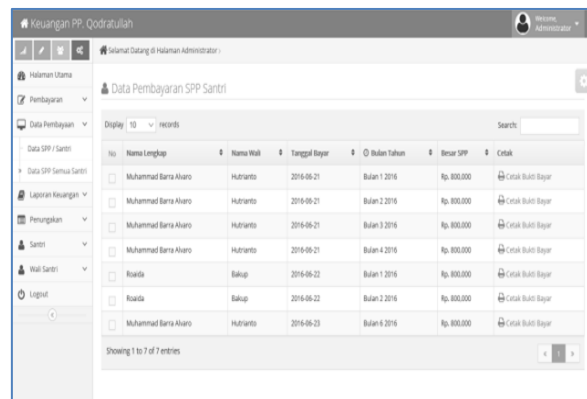 Keuangan PP. Qodratullah
Welcome,
Administrator
Selamat Datang di Halaman Administrator
Halaman Utama
Pembayaran
Data Pembayaan
Data SPP / Santri
Data SPP Semua Santri
Laporan Keuangan
Penungakan
Santri
Wali Santri
Logout
Data Pembayaran SPP Santri
Display 10 records
Search:
No Nama Lengkap Nama Wali Tanggal Bayar Bulan Tahun Besar SPP Cetak
Muhammad Barra Alvaro Hutrianto 2016-06-21 Bulan 1 2016 Rp. 800,000 Cetak Bukti Bayar
Muhammad Barra Alvaro Hutrianto 2016-06-21 Bulan 2 2016 Rp. 800,000 Cetak Bukti Bayar
Muhammad Barra Alvaro Hutrianto 2016-06-21 Bulan 3 2016 Rp. 800,000 Cetak Bukti Bayar
Muhammad Barra Alvaro Hutrianto 2016-06-21 Bulan 4 2016 Rp. 800,000 Cetak Bukti Bayar
Roaida Bakup 2016-06-22 Bulan 1 2016 Rp. 800,000 Cetak Bukti Bayar
Roaida Bakup 2016-06-22 Bulan 2 2016 Rp. 800,000 Cetak Bukti Bayar
Muhammad Barra Alvaro Hutrianto 2016-06-23 Bulan 6 2016 Rp. 800,000 Cetak Bukti Bayar
Showing 1 to 7 of 7 entries
1